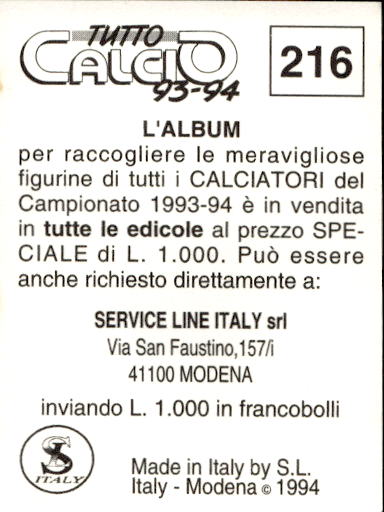 TUTTO
CALCIO
93-94
216
L'ALBUM
per raccogliere le meravigliose
figurine di tutti i CALCIATORI del
Campionato 1993-94 è in vendita
in tutte le edicole al prezzo SPE-
CIALE di L. 1.000. Può essere
anche richiesto direttamente a:
SERVICE LINE ITALY srl
Via San Faustino,157/i
41100 MODENA
inviando L. 1.000 in francobolli
SL
ITALY
Made in Italy by S.L.
Italy - Modena © 1994